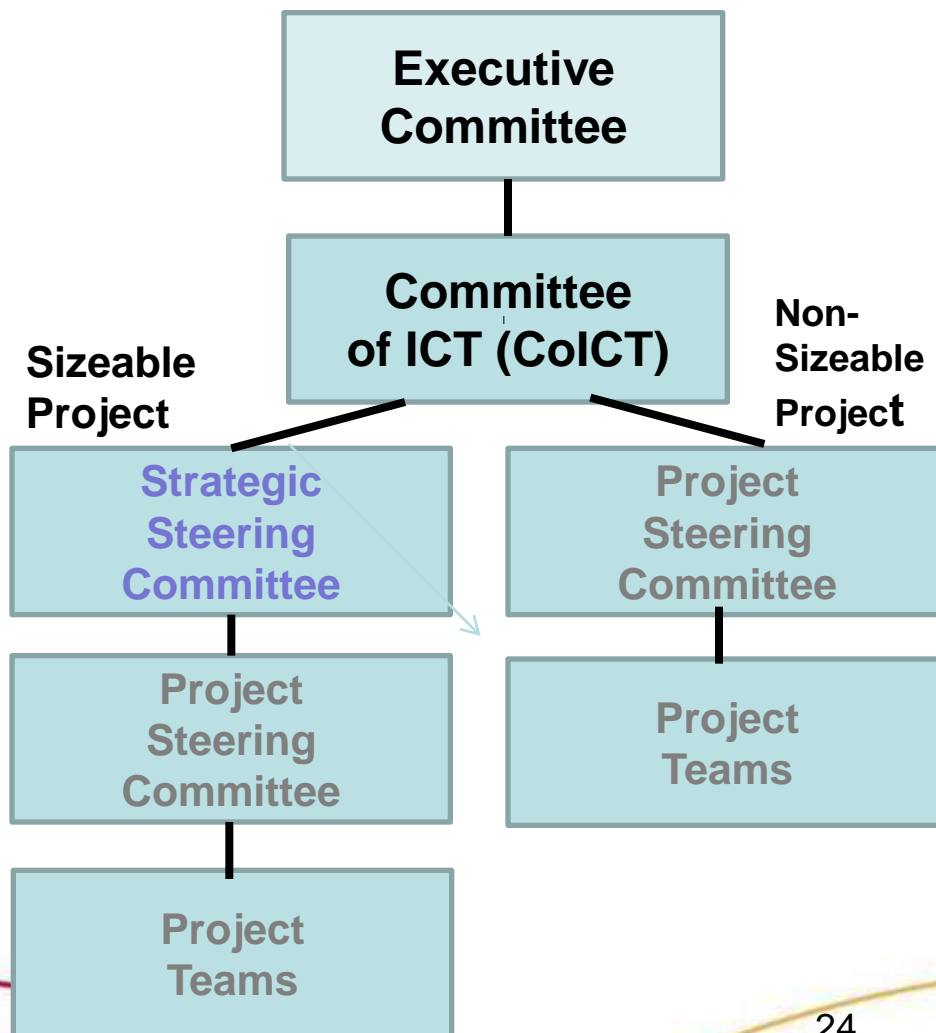 Executive
Committee
Committee
of ICT (CoICT)
Sizeable
Project
Non-
Sizeable
Project
Strategic
Steering
Committee
Project
Steering
Committee
Project
Steering
Committee
Project
Teams
Project
Teams
24